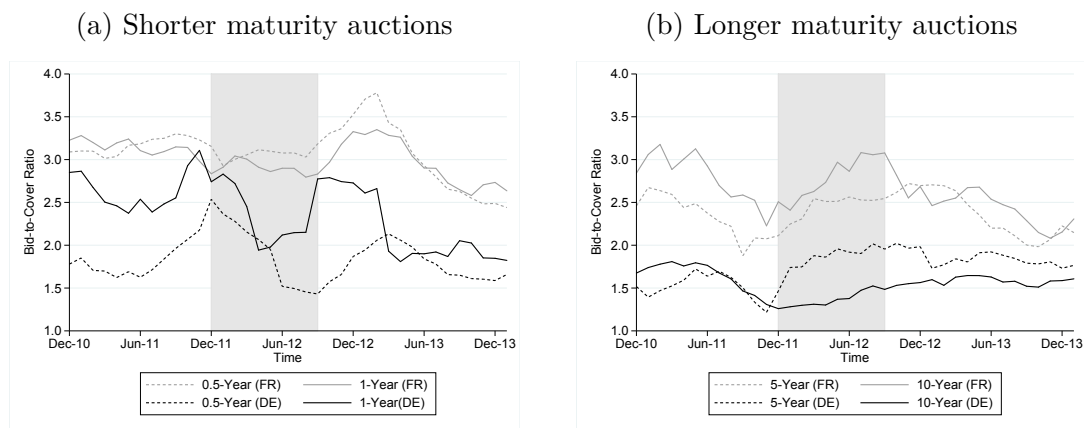 (a) Shorter maturity auctions
4.0
3.5
3.0
2.5
2.0
1.5
1.0
Bid-to-Cover Ratio
Dec-10 Jun-11 Dec-11 Jun-12 Dec-12 Jun-13 Dec-13
Time
0.5-Year (FR) 1-Year (FR)
0.5-Year (DE) 1-Year(DE)
(b) Longer maturity auctions
4.0
3.5
3.0
2.5
2.0
1.5
1.0
Bid-to-Cover Ratio
Dec-10 Jun-11 Dec-11 Jun-12 Dec-12 Jun-13 Dec-13
Time
5-Year (FR) 10-Year (FR)
5-Year (DE) 10-Year (DE)